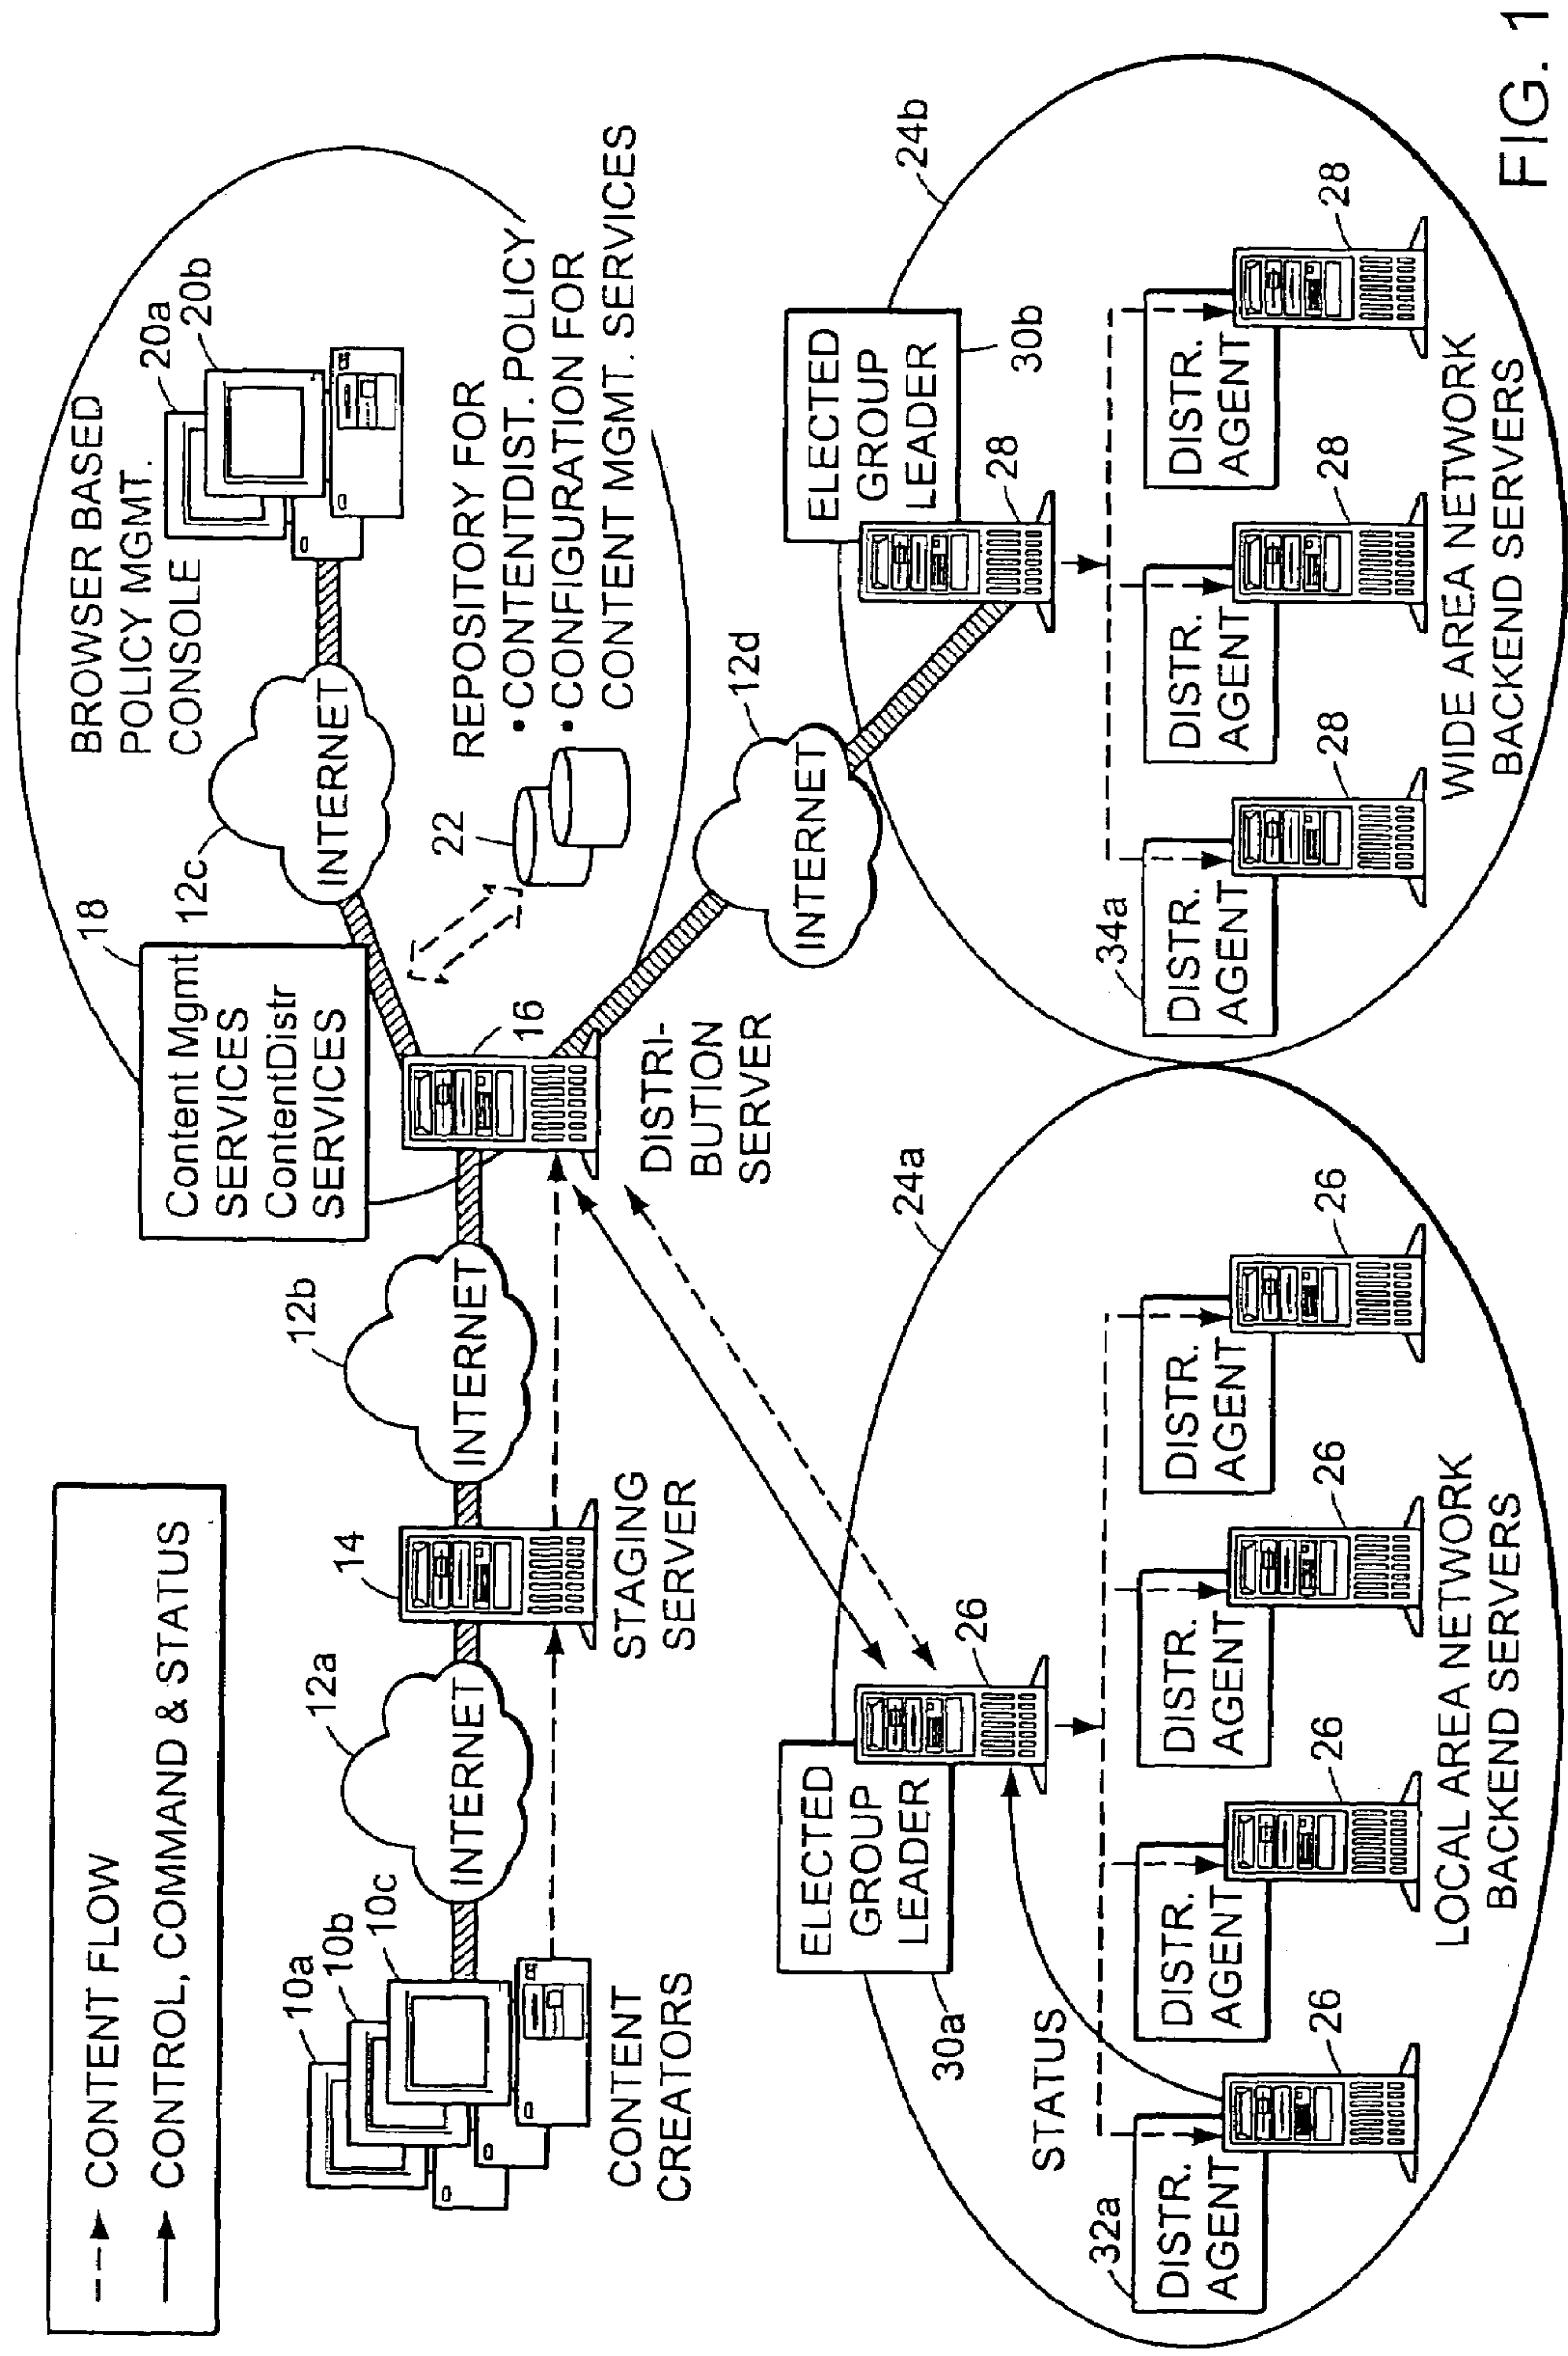 CONTENT FLOW
CONTROL, COMMAND & STATUS
10a
10b
10c
CONTENT
CREATORS
12a
INTERNET
14
STAGING
SERVER
12b
INTERNET
18
Content Mgmt
SERVICES
ContentDistr
SERVICES
16
DISTRI-
BUTION
SERVER
12c
INTERNET
BROWSER BASED
POLICY MGMT.
CONSOLE
20a
20b
22
REPOSITORY FOR
• CONTENTDIST. POLICY
• CONFIGURATION FOR
CONTENT MGMT. SERVICES
12d
INTERNET
ELECTED
GROUP
LEADER
30a
26
24a
STATUS
32a
DISTR.
AGENT
26
DISTR.
AGENT
26
DISTR.
AGENT
26
DISTR.
AGENT
26
LOCAL AREA NETWORK
BACKEND SERVERS
ELECTED
GROUP
LEADER
30b
28
24b
34a
DISTR.
AGENT
28
DISTR.
AGENT
28
DISTR.
AGENT
28
WIDE AREA NETWORK
BACKEND SERVERS
FIG. 1